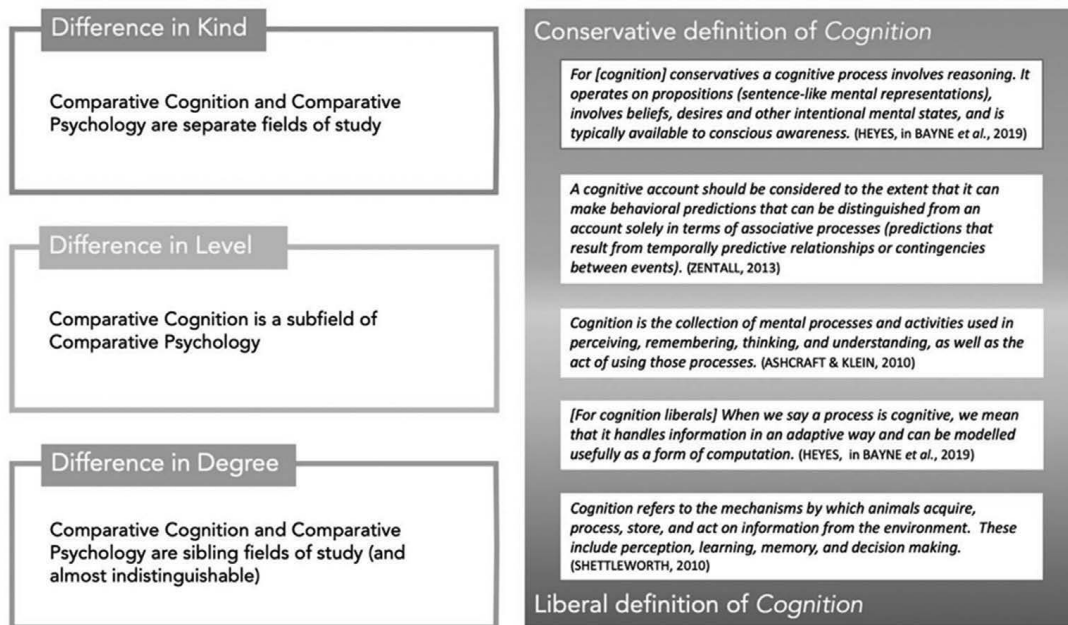 Difference in Kind
Comparative Cognition and Comparative
Psychology are separate fields of study
Difference in Level
Comparative Cognition is a subfield of
Comparative Psychology
Difference in Degree
Comparative Cognition and Comparative
Psychology are sibling fields of study (and
almost indistinguishable)
Conservative definition of Cognition
For [cognition] conservatives a cognitive process involves reasoning. It
operates on propositions (sentence-like mental representations),
involves beliefs, desires and other intentional mental states, and is
typically available to conscious awareness. (HEYES, in BAYNE et al., 2019)
A cognitive account should be considered to the extent that it can
make behavioral predictions that can be distinguished from an
account solely in terms of associative processes (predictions that
result from temporally predictive relationships or contingencies
between events). (ZENTALL, 2013)
Cognition is the collection of mental processes and activities used in
perceiving, remembering, thinking, and understanding, as well as the
act of using those processes. (ASHCRAFT & KLEIN, 2010)
[For cognition liberals] When we say a process is cognitive, we mean
that it handles information in an adaptive way and can be modelled
usefully as a form of computation. (HEYES, in BAYNE et al., 2019)
Cognition refers to the mechanisms by which animals acquire,
process, store, and act on information from the environment. These
include perception, learning, memory, and decision making.
(SHETTLEWORTH, 2010)
Liberal definition of Cognition